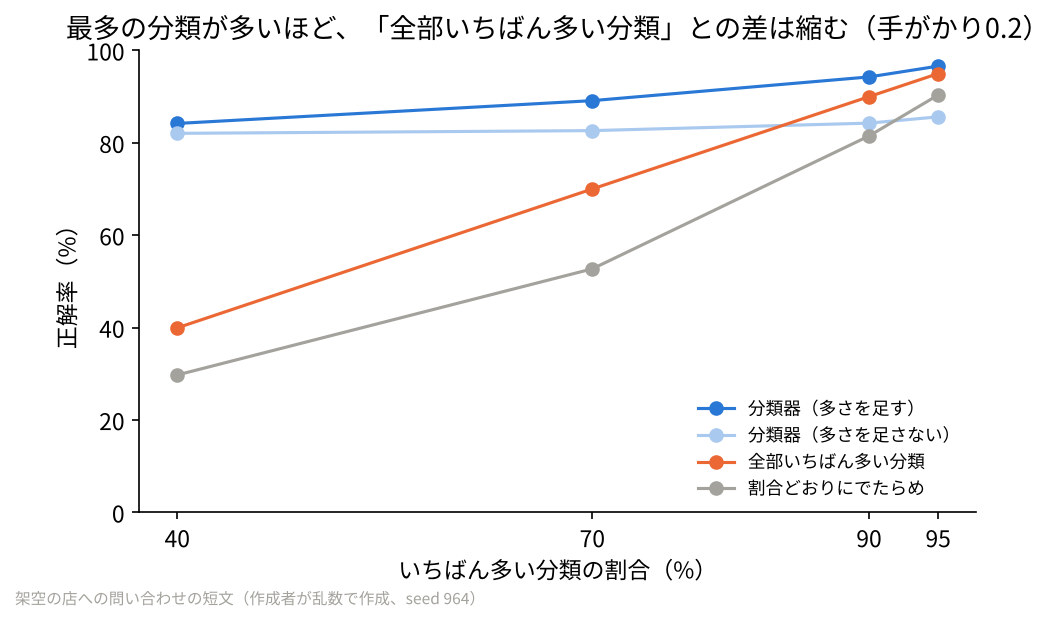 最多の分類が多いほど、「全部いちばん多い分類」との差は縮む（手がかり0.2）
正解率（%）
100
80
60
40
20
0
40 70 90 95
いちばん多い分類の割合（%）
分類器（多さを足す）
分類器（多さを足さない）
全部いちばん多い分類
割合どおりにでたらめ
架空の店への問い合わせの短文（作成者が乱数で作成、seed 964）